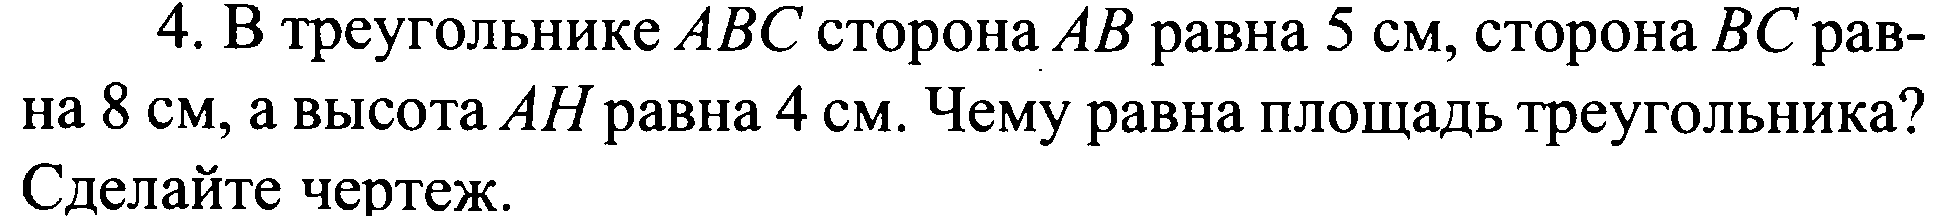 4. В треугольнике ABC сторона AB равна 5 см, сторона BC рав-
на 8 см, а высота AH равна 4 см. Чему равна площадь треугольника?
Сделайте чертеж.